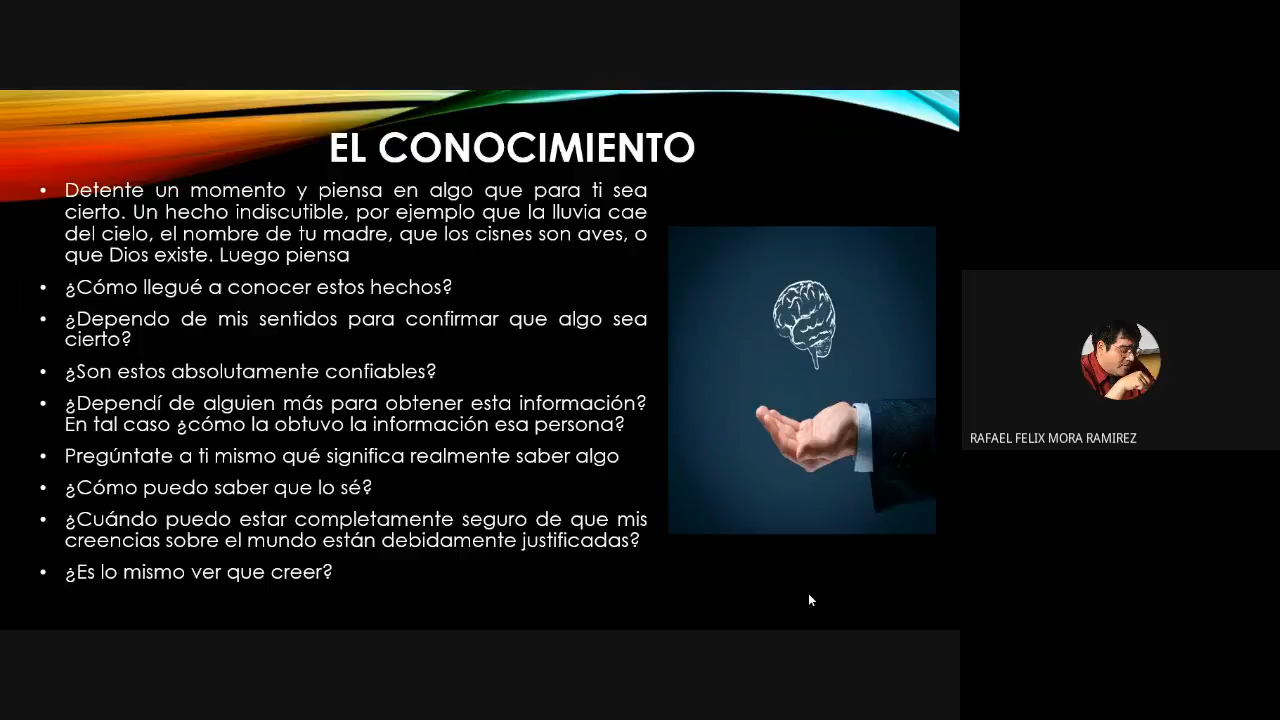 EL CONOCIMIENTO
• Detente un momento y piensa en algo que para ti sea
cierto. Un hecho indiscutible, por ejemplo que la lluvia cae
del cielo, el nombre de tu madre, que los cisnes son aves, o
que Dios existe. Luego piensa
• ¿Cómo llegué a conocer estos hechos?
• ¿Dependo de mis sentidos para confirmar que algo sea
cierto?
• ¿Son estos absolutamente confiables?
• ¿Dependí de alguien más para obtener esta información?
En tal caso ¿cómo la obtuvo la información esa persona?
• Pregúntate a ti mismo qué significa realmente saber algo
• ¿Cómo puedo saber que lo sé?
• ¿Cuándo puedo estar completamente seguro de que mis
creencias sobre el mundo están debidamente justificadas?
• ¿Es lo mismo ver que creer?
RAFAEL FELIX MORA RAMIREZ